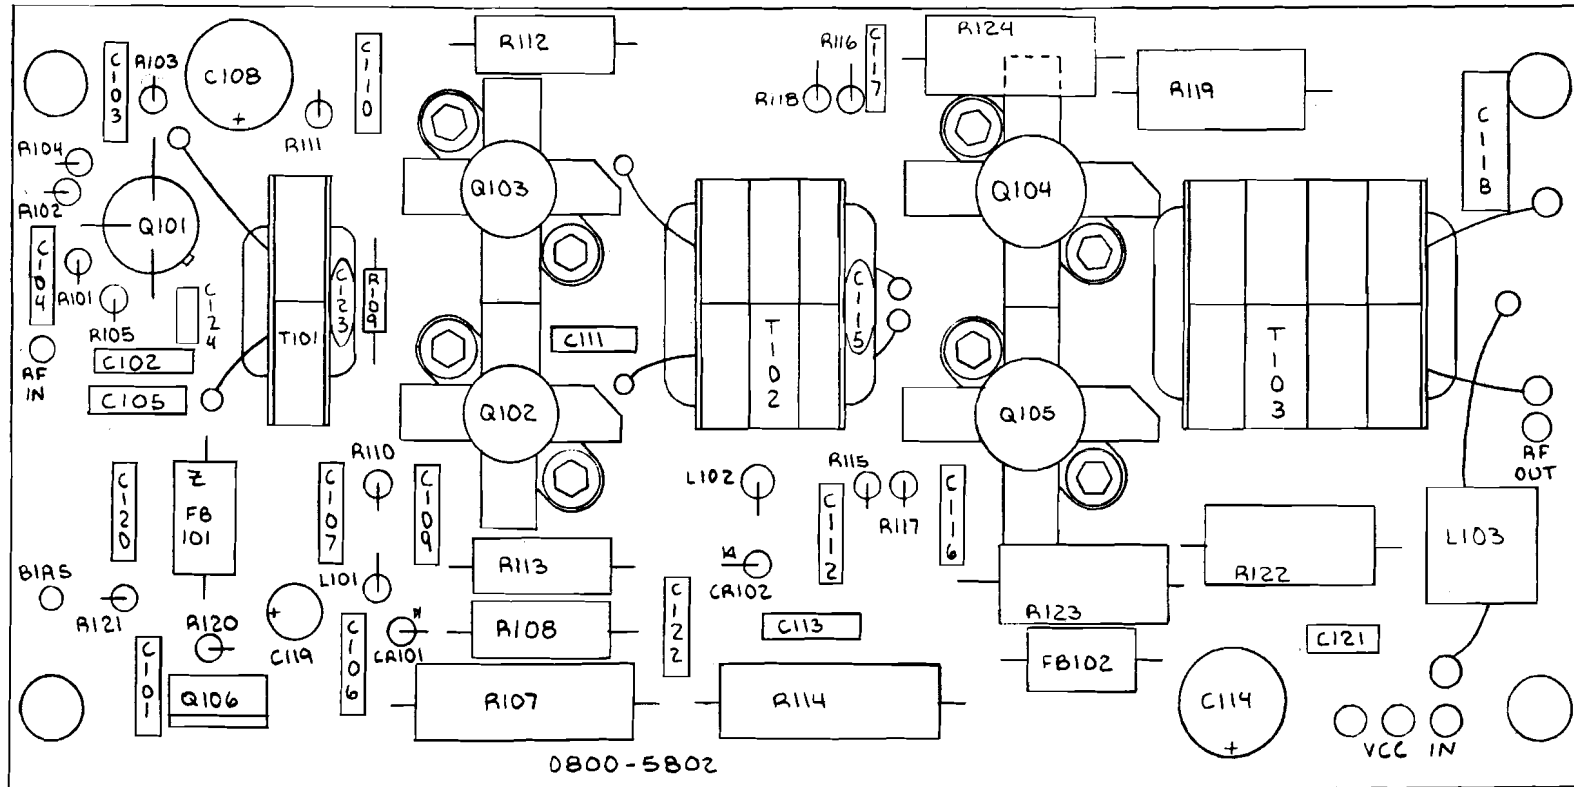 R112
R116
R124
C103
R103
C108
+
C110
C117
R118
R119
R111
C118
R104
R102
Q101
Q103
Q104
C104
R101
R105
C124
C123
R109
T101
C111
T102
C115
T103
RF
IN
C102
C105
Q102
Q105
RF
OUT
R110
Z
FB
101
C120
C107
C109
L102
R115
R117
C112
C116
L103
BIAS
R121
L101
R113
CR102
R122
R123
R120
+
C119
C106
CR101
R108
C122
C113
C121
C101
Q106
R107
R114
FB102
C114
+
VCC IN
0800-5802